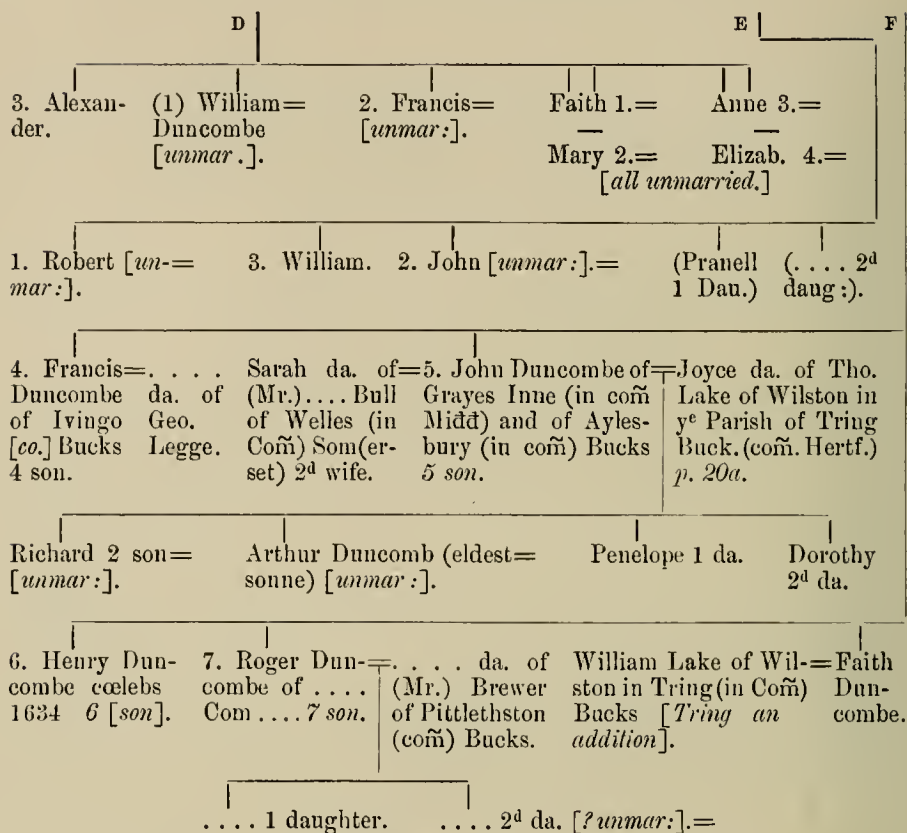 D E F
3. Alexan- (1) William= 2. Francis= Faith 1.= Anne 3.=
der. Duncombe [unmar:]. — —
[unmar.]. Mary 2.= Elizab. 4.=
[all unmarried.]
1. Robert [un-= 3. William. 2. John [unmar:].= (Pranell (. . . . 2d
mar:]. 1 Dau.) daug:).
4. Francis=. . . . Sarah da. of=5. John Duncombe of=Joyce da. of Tho.
Duncombe da. of (Mr.) . . . . Bull Grayes Inne (in com̃ Lake of Wilston in
of Ivingo Geo. of Welles (in Midd) and of Ayles- ye Parish of Tring
[co.] Bucks Legge. Com̃) Som(er- bury (in com̃) Bucks Buck. (com̃. Hertf.)
4 son. set) 2d wife. 5 son. p. 20a.
Richard 2 son= Arthur Duncomb (eldest= Penelope 1 da. Dorothy
[unmar:]. sonne) [unmar:]. 2d da.
6. Henry Dun- 7. Roger Dun-=. . . . da. of William Lake of Wil-=Faith
combe cœlebs combe of . . . . (Mr.) Brewer ston in Tring (in Com̃) Dun-
1634 6 [son]. Com . . . . 7 son. of Pittlethston Bucks [Tring an combe.
(com̃) Bucks. addition].
. . . . 1 daughter. . . . . 2d da. [? unmar:].=